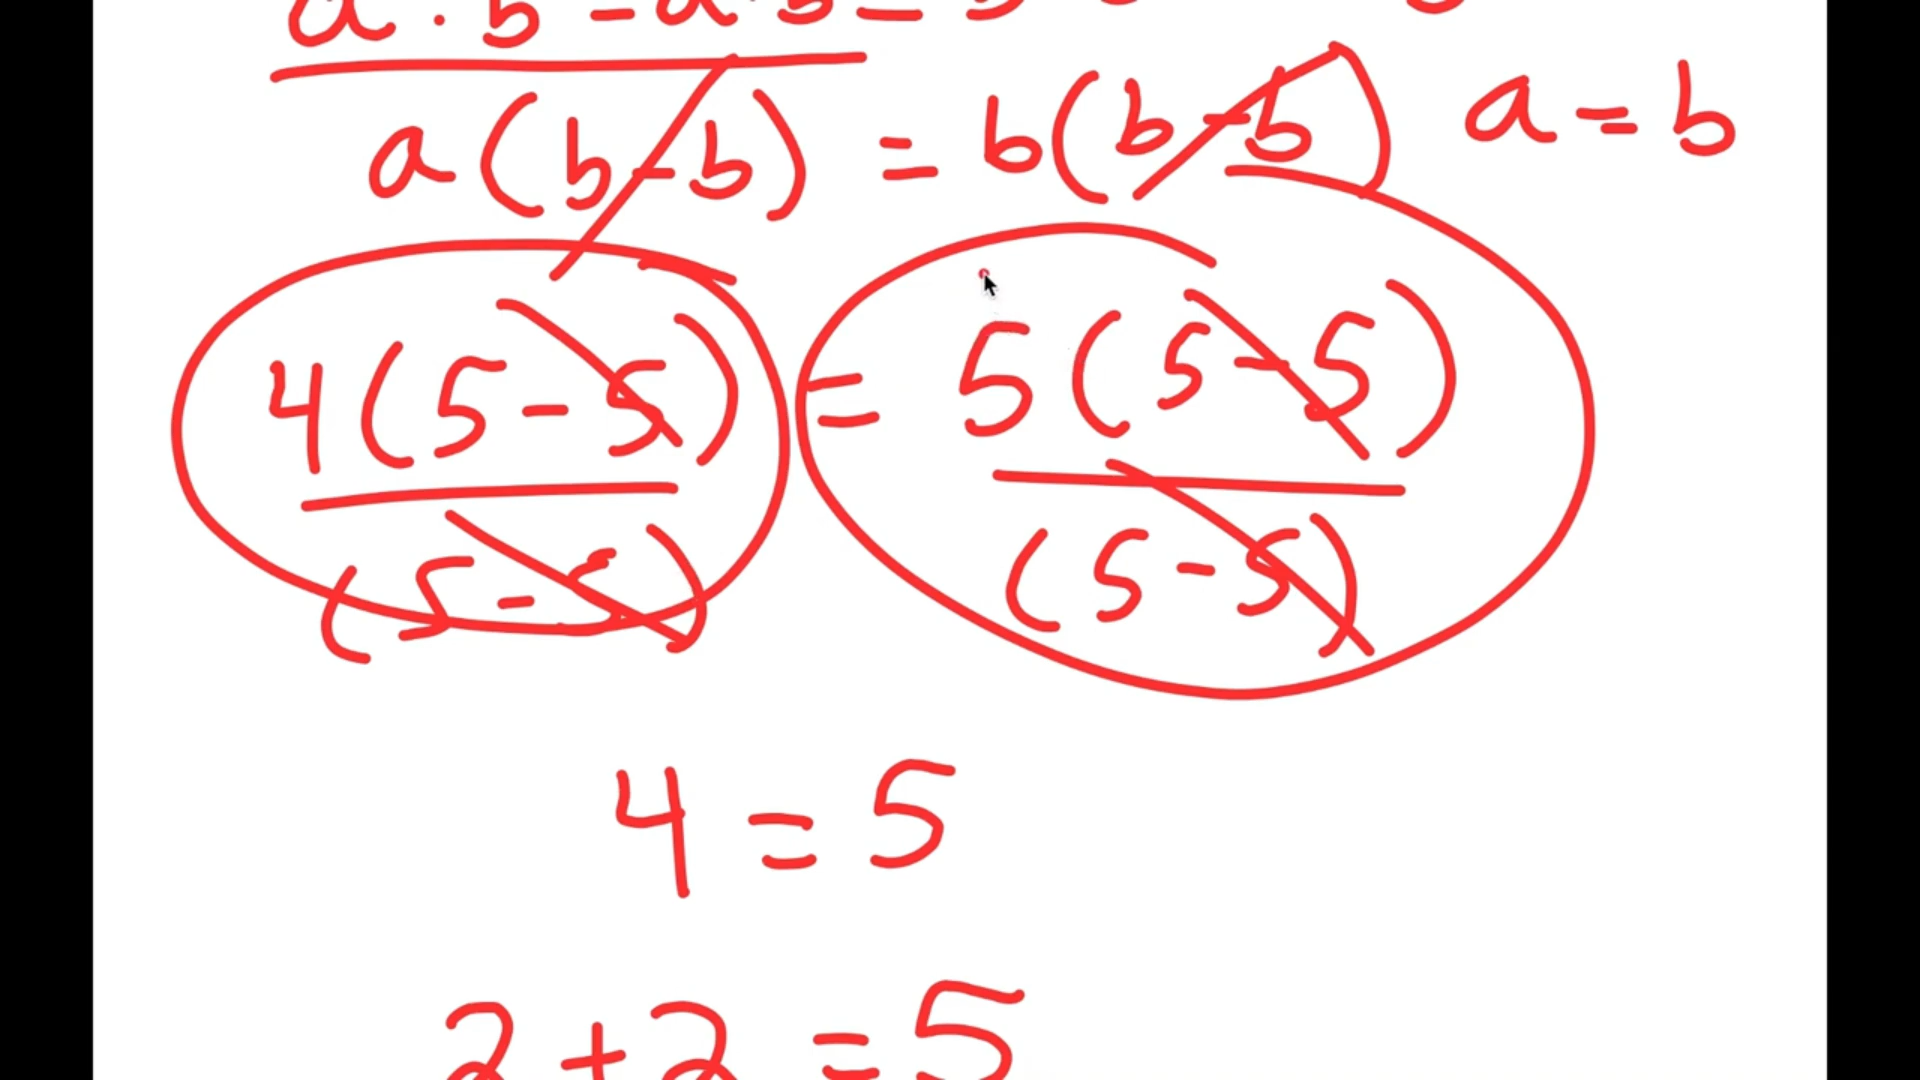 a · b - a · b =
a(b-b) = b(b-b) a = b
4(5-5) = 5(5-5)
(5-5) (5-5)
4 = 5
2+2 = 5